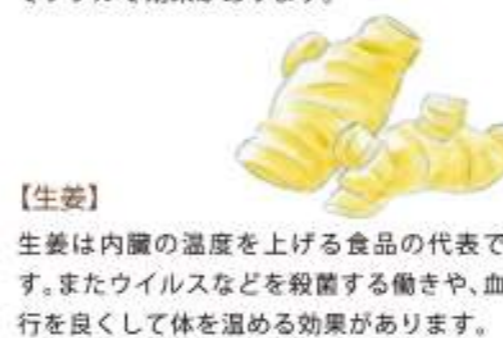 【生姜】
生姜は内臓の温度を上げる食品の代表で
す。またウイルスなどを殺菌する働きや、血
行を良くして体を温める効果があります。